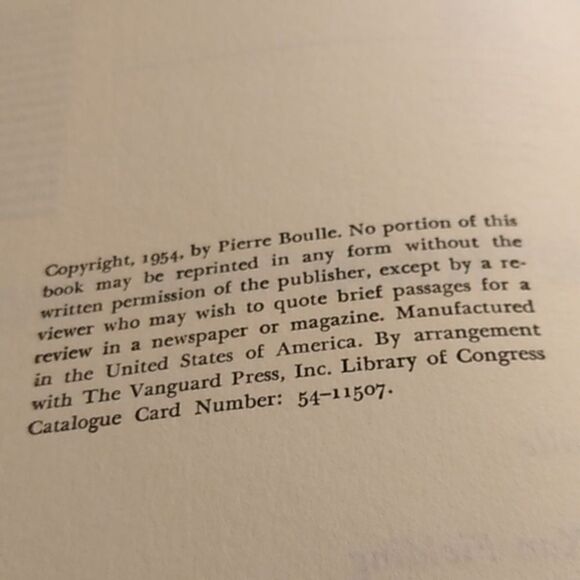 Copyright, 1954, by Pierre Boulle. No portion of this
book may be reprinted in any form without the
written permission of the publisher, except by a re-
viewer who may wish to quote brief passages for a
review in a newspaper or magazine. Manufactured
in the United States of America. By arrangement
with The Vanguard Press, Inc. Library of Congress
Catalogue Card Number: 54–11507.